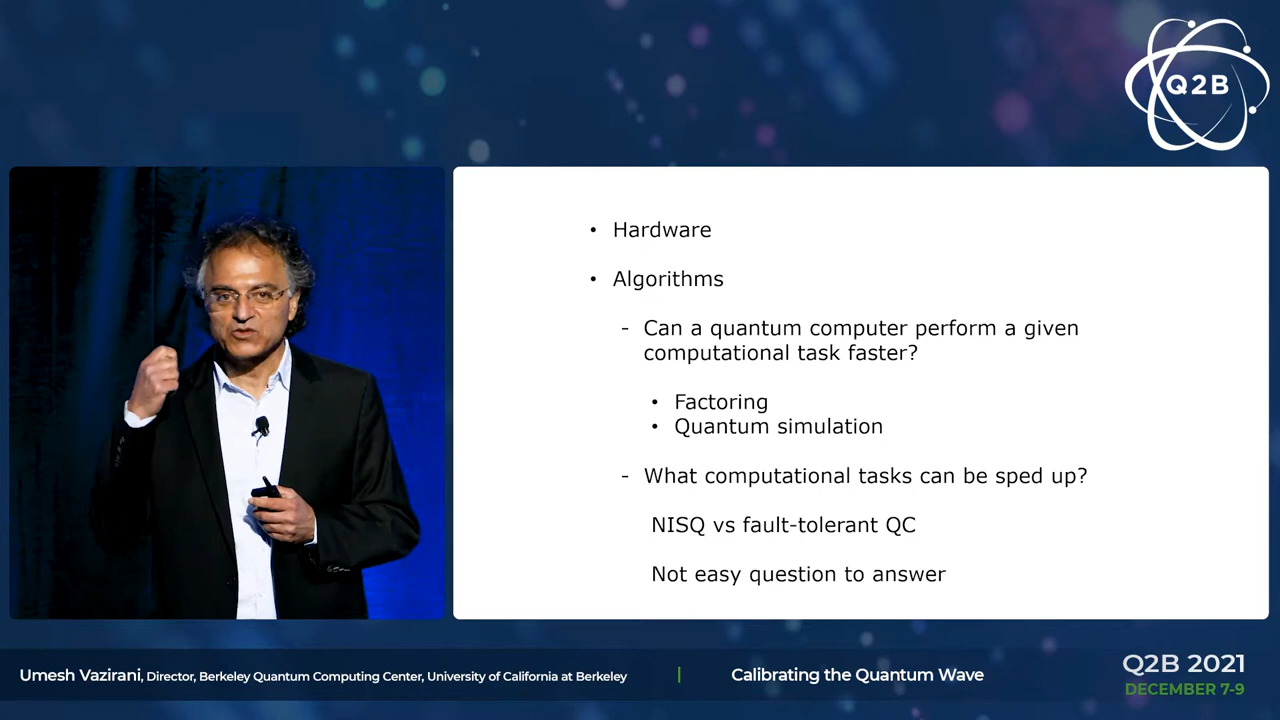 Q2B
• Hardware
• Algorithms
- Can a quantum computer perform a given
computational task faster?
• Factoring
• Quantum simulation
- What computational tasks can be sped up?
NISQ vs fault-tolerant QC
Not easy question to answer
Umesh Vazirani, Director, Berkeley Quantum Computing Center, University of California at Berkeley
Calibrating the Quantum Wave
Q2B 2021
DECEMBER 7-9